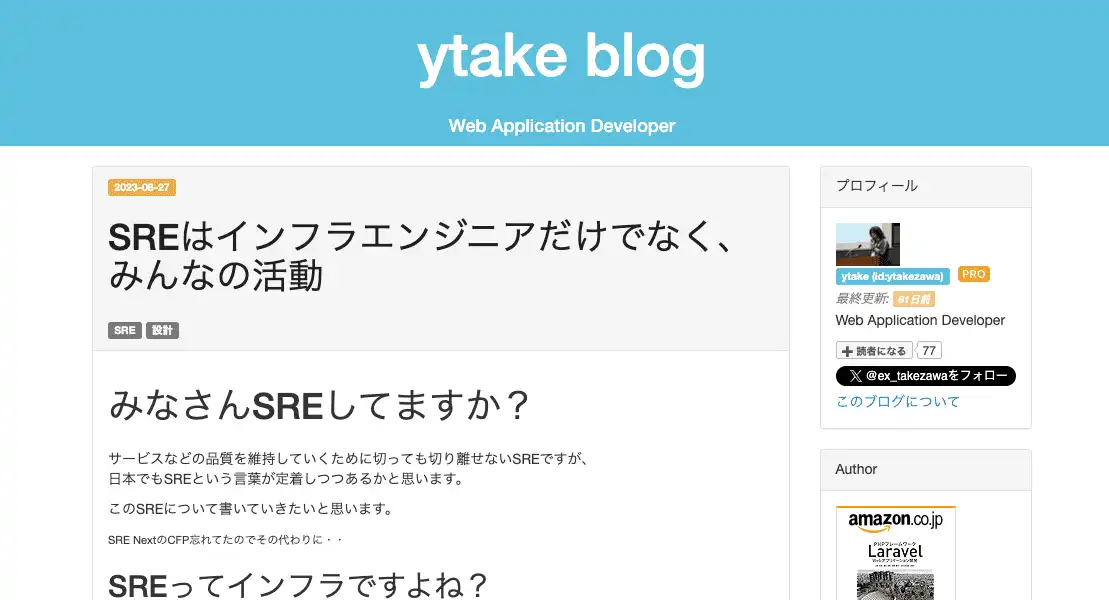 ytake blog
Web Application Developer
2023-08-27
SREはインフラエンジニアだけでなく、
みんなの活動
SRE 設計
みなさんSREしてますか？
サービスなどの品質を維持していくために切っても切り離せないSREですが、
日本でもSREという言葉が定着しつつあるかと思います。
このSREについて書いていきたいと思います。
SRE NextのCFP忘れてたのでその代わりに・・
SREってインフラですよね？
プロフィール
ytake (id:ytakezawa) PRO
最終更新: 61日前
Web Application Developer
読者になる 77
@ex_takezawaをフォロー
このブログについて
Author
amazon.co.jp
PHPフレームワーク
Laravel
Webアプリケーション開発